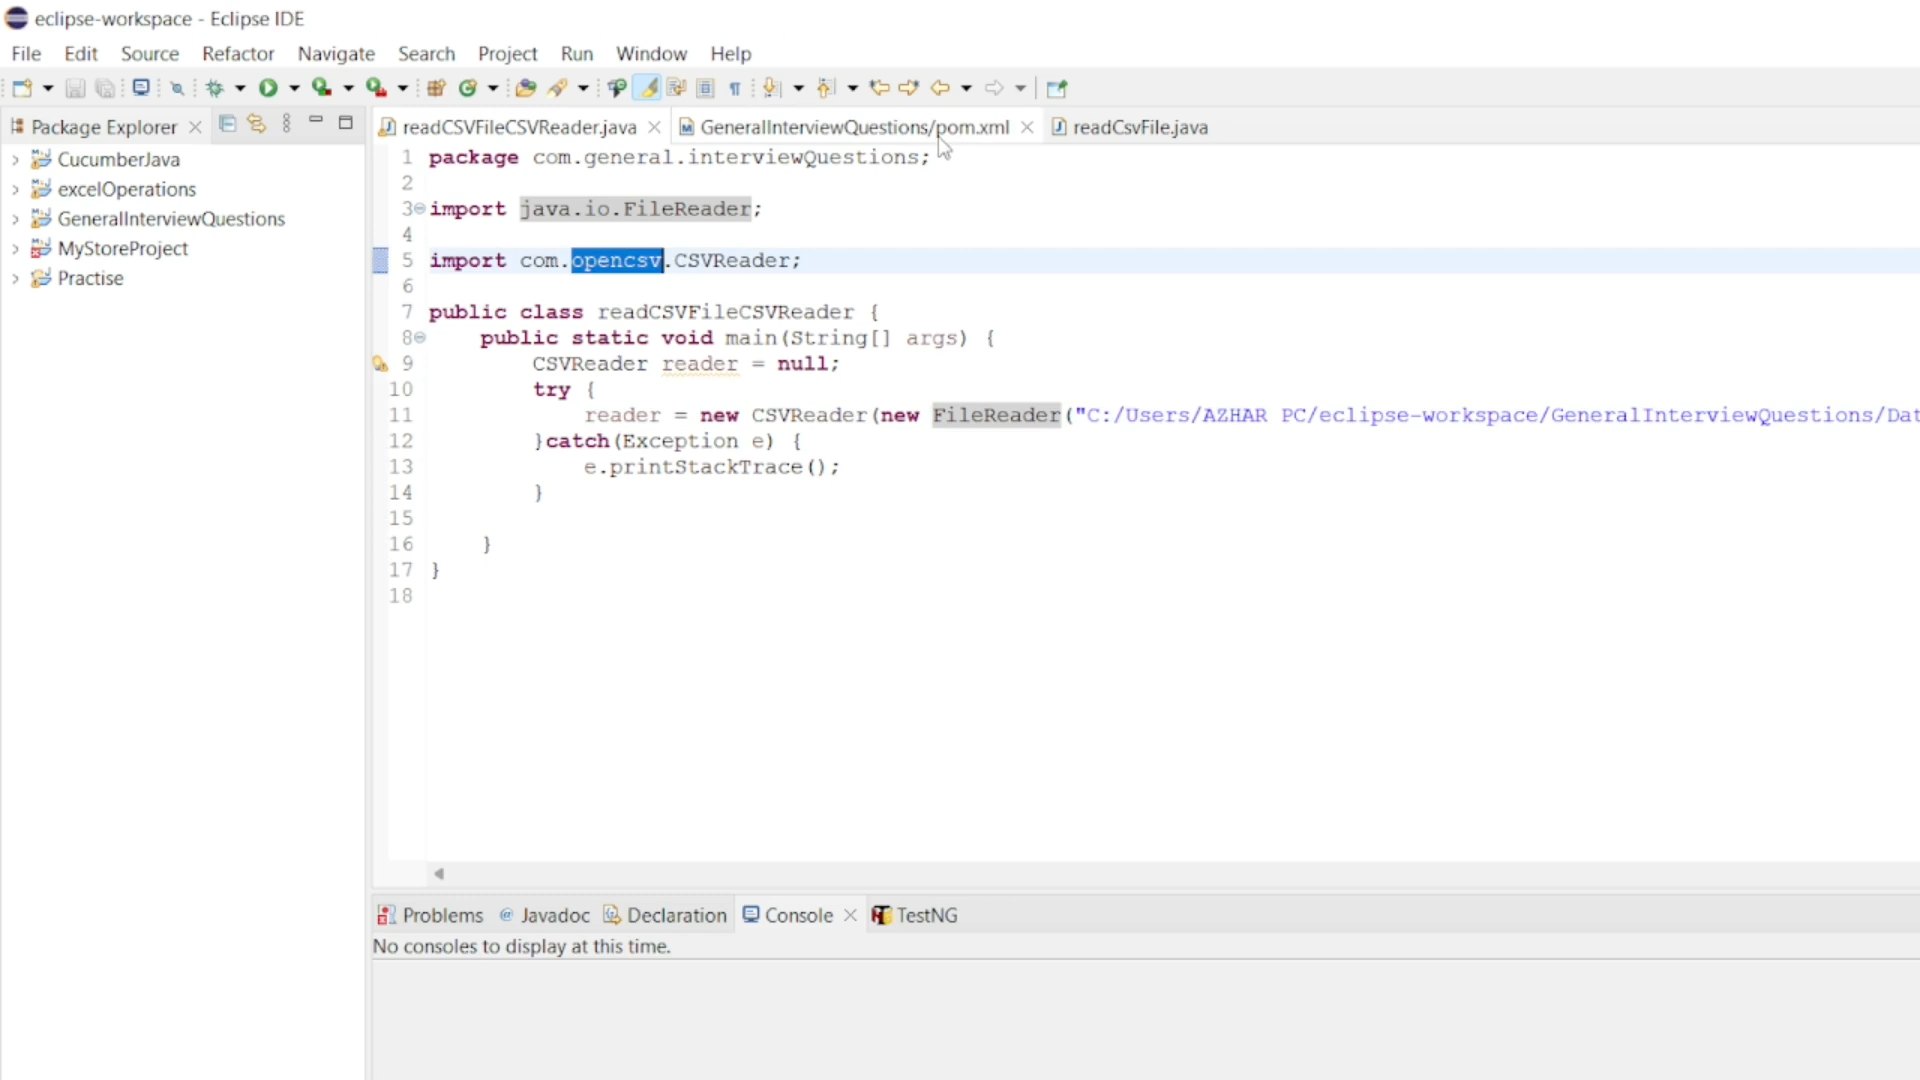 eclipse-workspace - Eclipse IDE
File Edit Source Refactor Navigate Search Project Run Window Help
Package Explorer
CucumberJava
excelOperations
GeneralInterviewQuestions
MyStoreProject
Practise
readCSVFileCSVReader.java GeneralInterviewQuestions/pom.xml readCsvFile.java
1 package com.general.interviewQuestions;
2
3 import java.io.FileReader;
4
5 import com.opencsv.CSVReader;
6
7 public class readCSVFileCSVReader {
8 public static void main(String[] args) {
9 CSVReader reader = null;
10 try {
11 reader = new CSVReader(new FileReader("C:/Users/AZHAR PC/eclipse-workspace/GeneralInterviewQuestions/Dat
12 }catch(Exception e) {
13 e.printStackTrace();
14 }
15
16 }
17 }
18
Problems Javadoc Declaration Console TestNG
No consoles to display at this time.